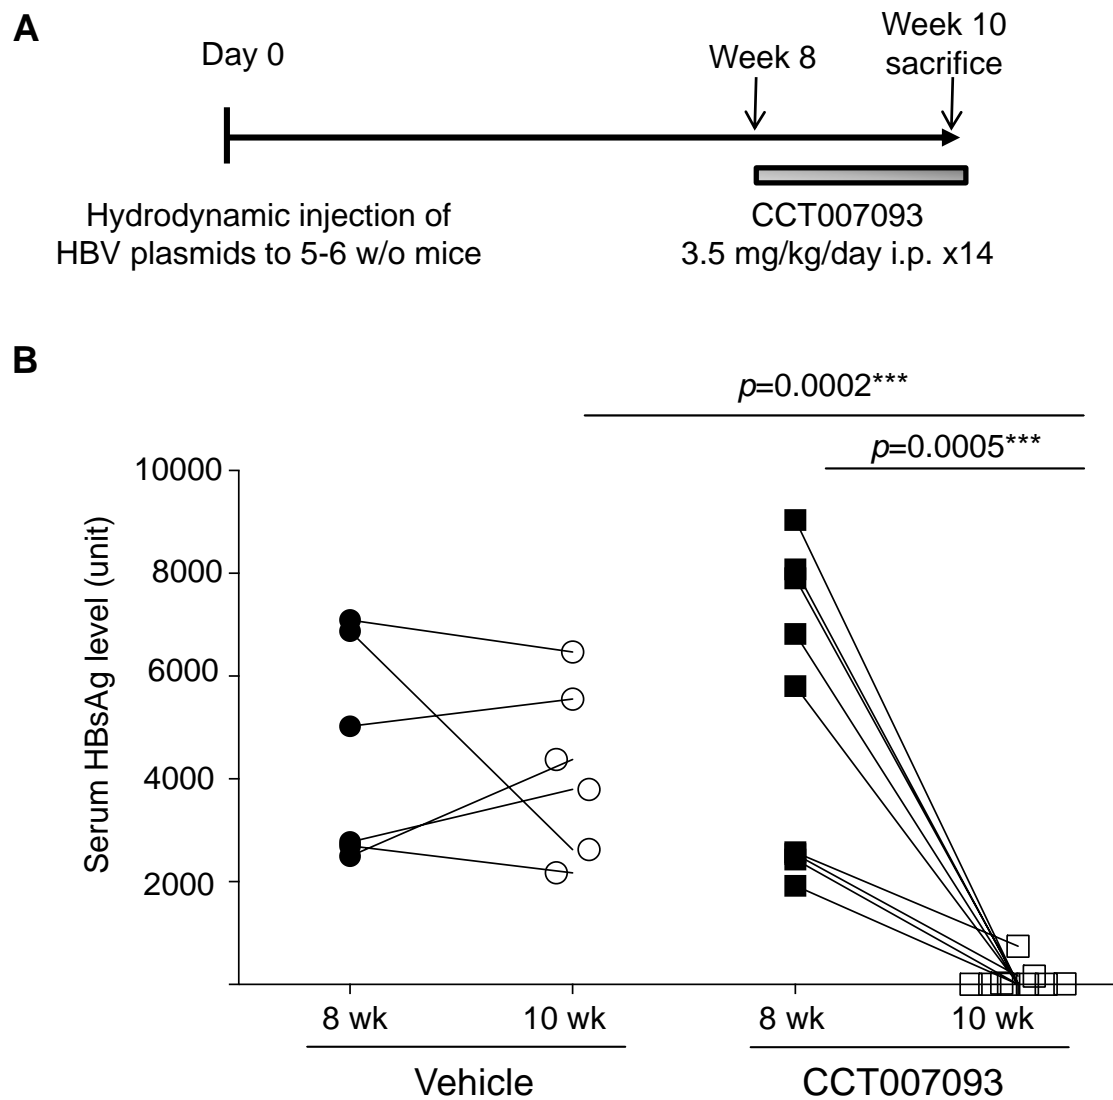 A
Day 0
Week 8
Week 10
sacrifice
Hydrodynamic injection of
HBV plasmids to 5-6 w/o mice
CCT007093
3.5 mg/kg/day i.p. x14
B
p=0.0002***
p=0.0005***
Serum HBsAg level (unit)
10000
8000
6000
4000
2000
8 wk
10 wk
8 wk
10 wk
Vehicle
CCT007093